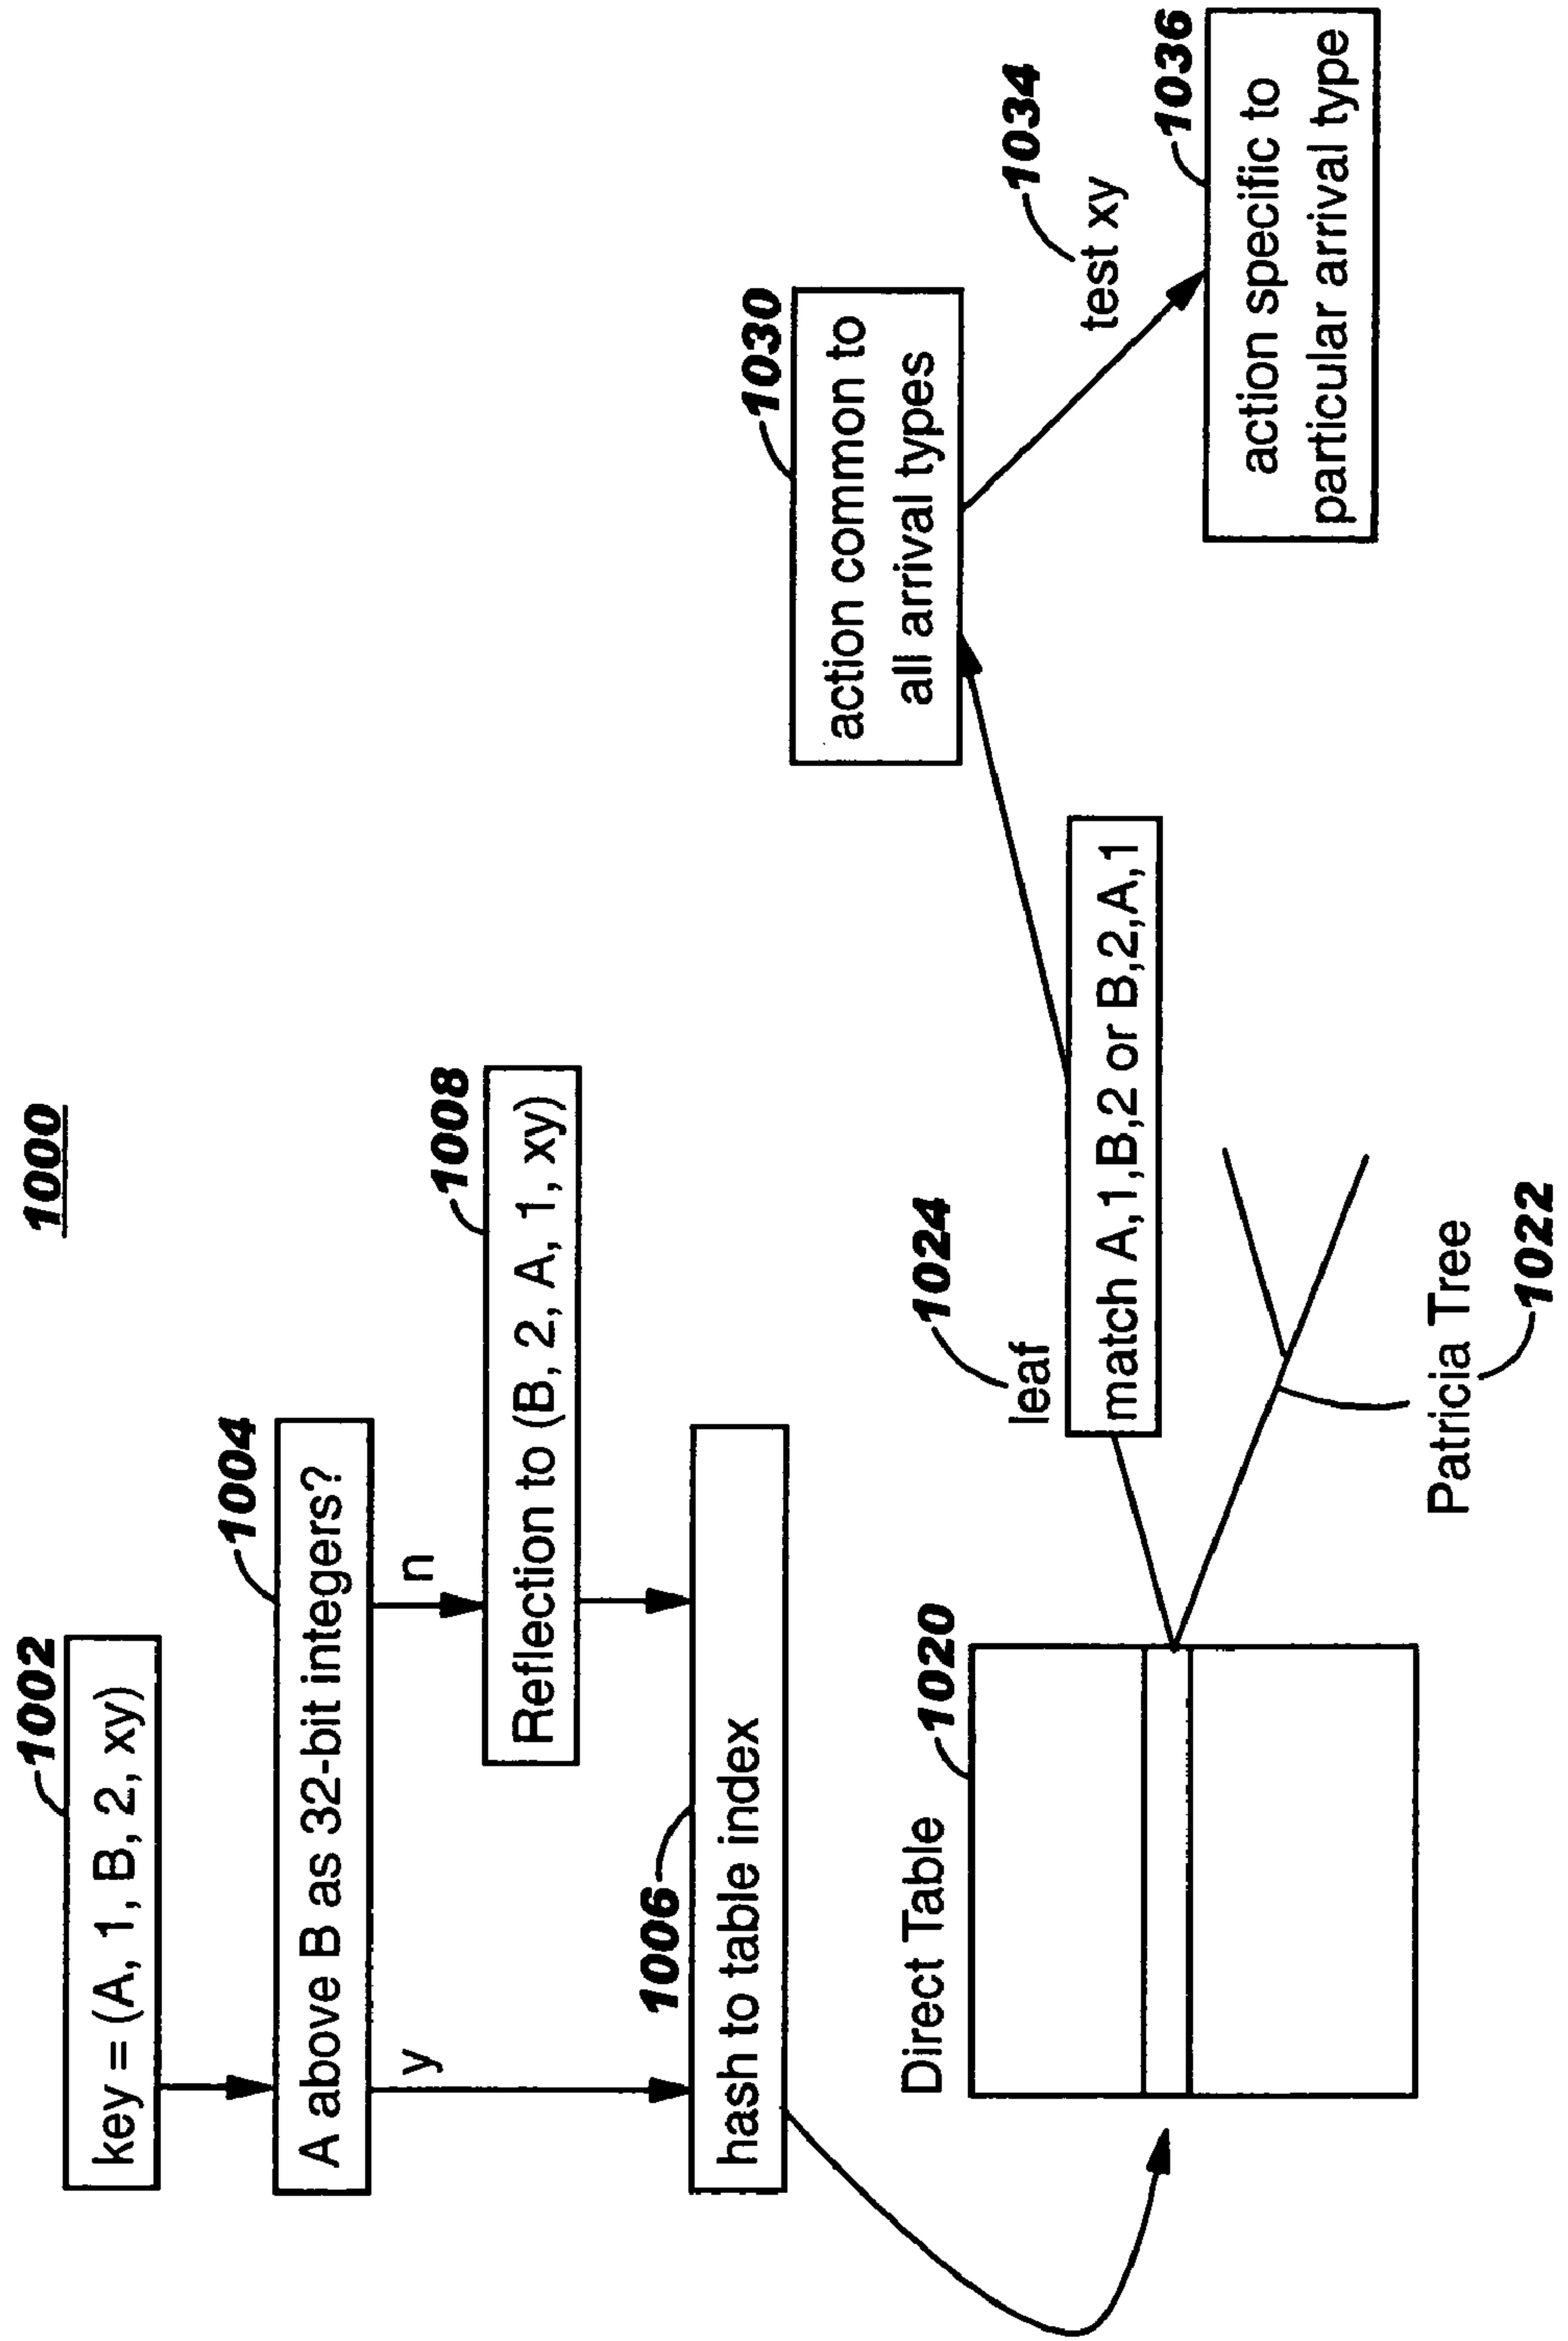 1000
1002
key = (A, 1, B, 2, xy)
1004
A above B as 32-bit integers?
y
n
1008
Reflection to (B, 2, A, 1, xy)
1006
hash to table index
Direct Table
1020
leaf
1024
match A,1,B,2 or B,2,A,1
Patricia Tree
1022
1030
action common to
all arrival types
1034
test xy
1036
action specific to
particular arrival type